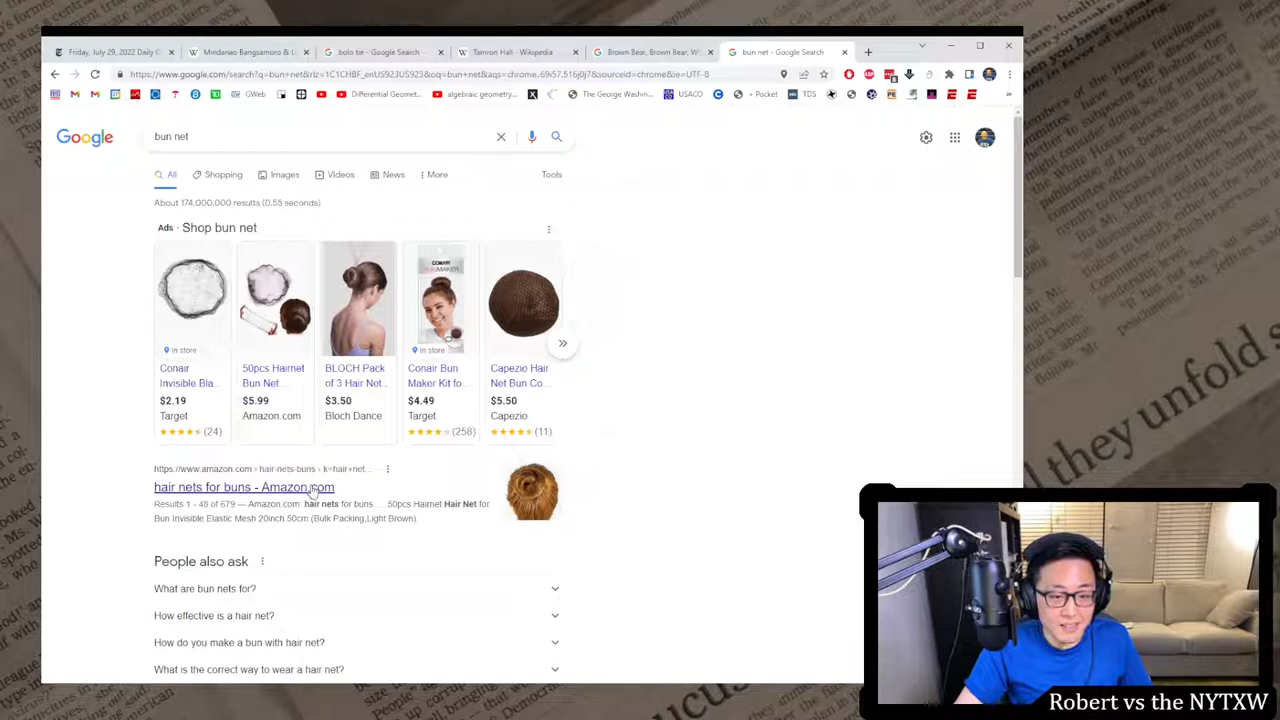 Friday, July 29, 2022 Daily C
Mindanao Bangsamoro & L
bolo tie - Google Search
Tamron Hall - Wikipedia
Brown Bear, Brown Bear, W
bun net - Google Search
GWeb
Differential Geomet...
algebraic geometry...
The George Washin...
USACO
+ Pocket
TDS
PE
Google
bun net
All
Shopping
Images
Videos
News
More
Tools
About 174,000,000 results (0.55 seconds)
Ads · Shop bun net
CONAIR
In store
In store
Conair
Invisible Bla...
$2.19
Target
(24)
50pcs Hairnet
Bun Net...
$5.99
Amazon.com
BLOCH Pack
of 3 Hair Net...
$3.50
Bloch Dance
Conair Bun
Maker Kit fo...
$4.49
Target
(258)
Capezio Hair
Net Bun Co...
$5.50
Capezio
(11)
https://www.amazon.com › hair-nets-buns › k=hair+net...
hair nets for buns - Amazon.com
Results 1 - 48 of 679 — Amazon.com: hair nets for buns. ... 50pcs Hairnet Hair Net for
Bun Invisible Elastic Mesh 20inch 50cm (Bulk Packing,Light Brown).
People also ask
What are bun nets for?
How effective is a hair net?
How do you make a bun with hair net?
What is the correct way to wear a hair net?
they unfold s
Robert vs the NYTXW